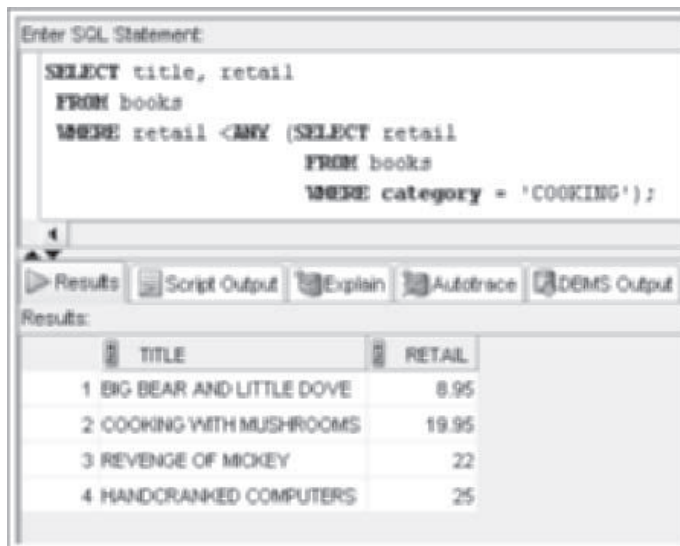 Enter SQL Statement:
SELECT title, retail
FROM books
WHERE retail <ANY (SELECT retail
FROM books
WHERE category = 'COOKING');
Results Script Output Explain Autotrace DBMS Output
Results:
TITLE RETAIL
1 BIG BEAR AND LITTLE DOVE 8.95
2 COOKING WITH MUSHROOMS 19.95
3 REVENGE OF MICKEY 22
4 HANDCRANKED COMPUTERS 25